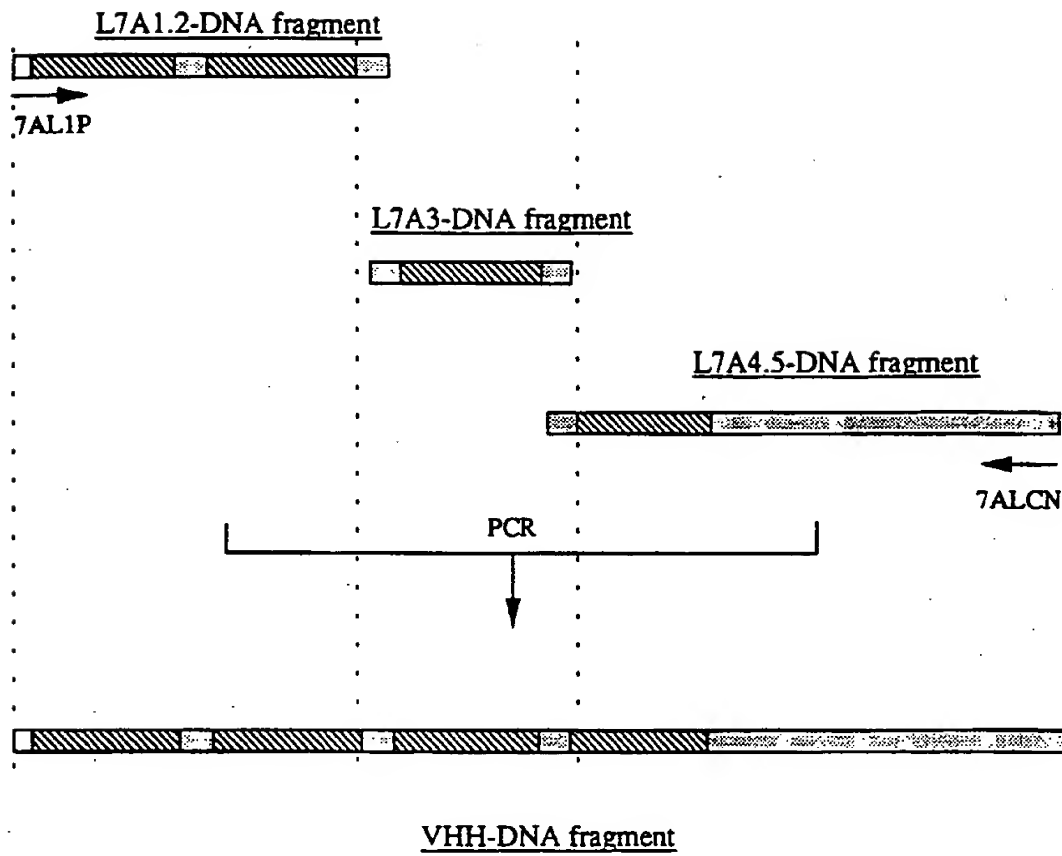 L7A1.2-DNA fragment
7AL1P
L7A3-DNA fragment
L7A4.5-DNA fragment
7ALCN
PCR
VHH-DNA fragment